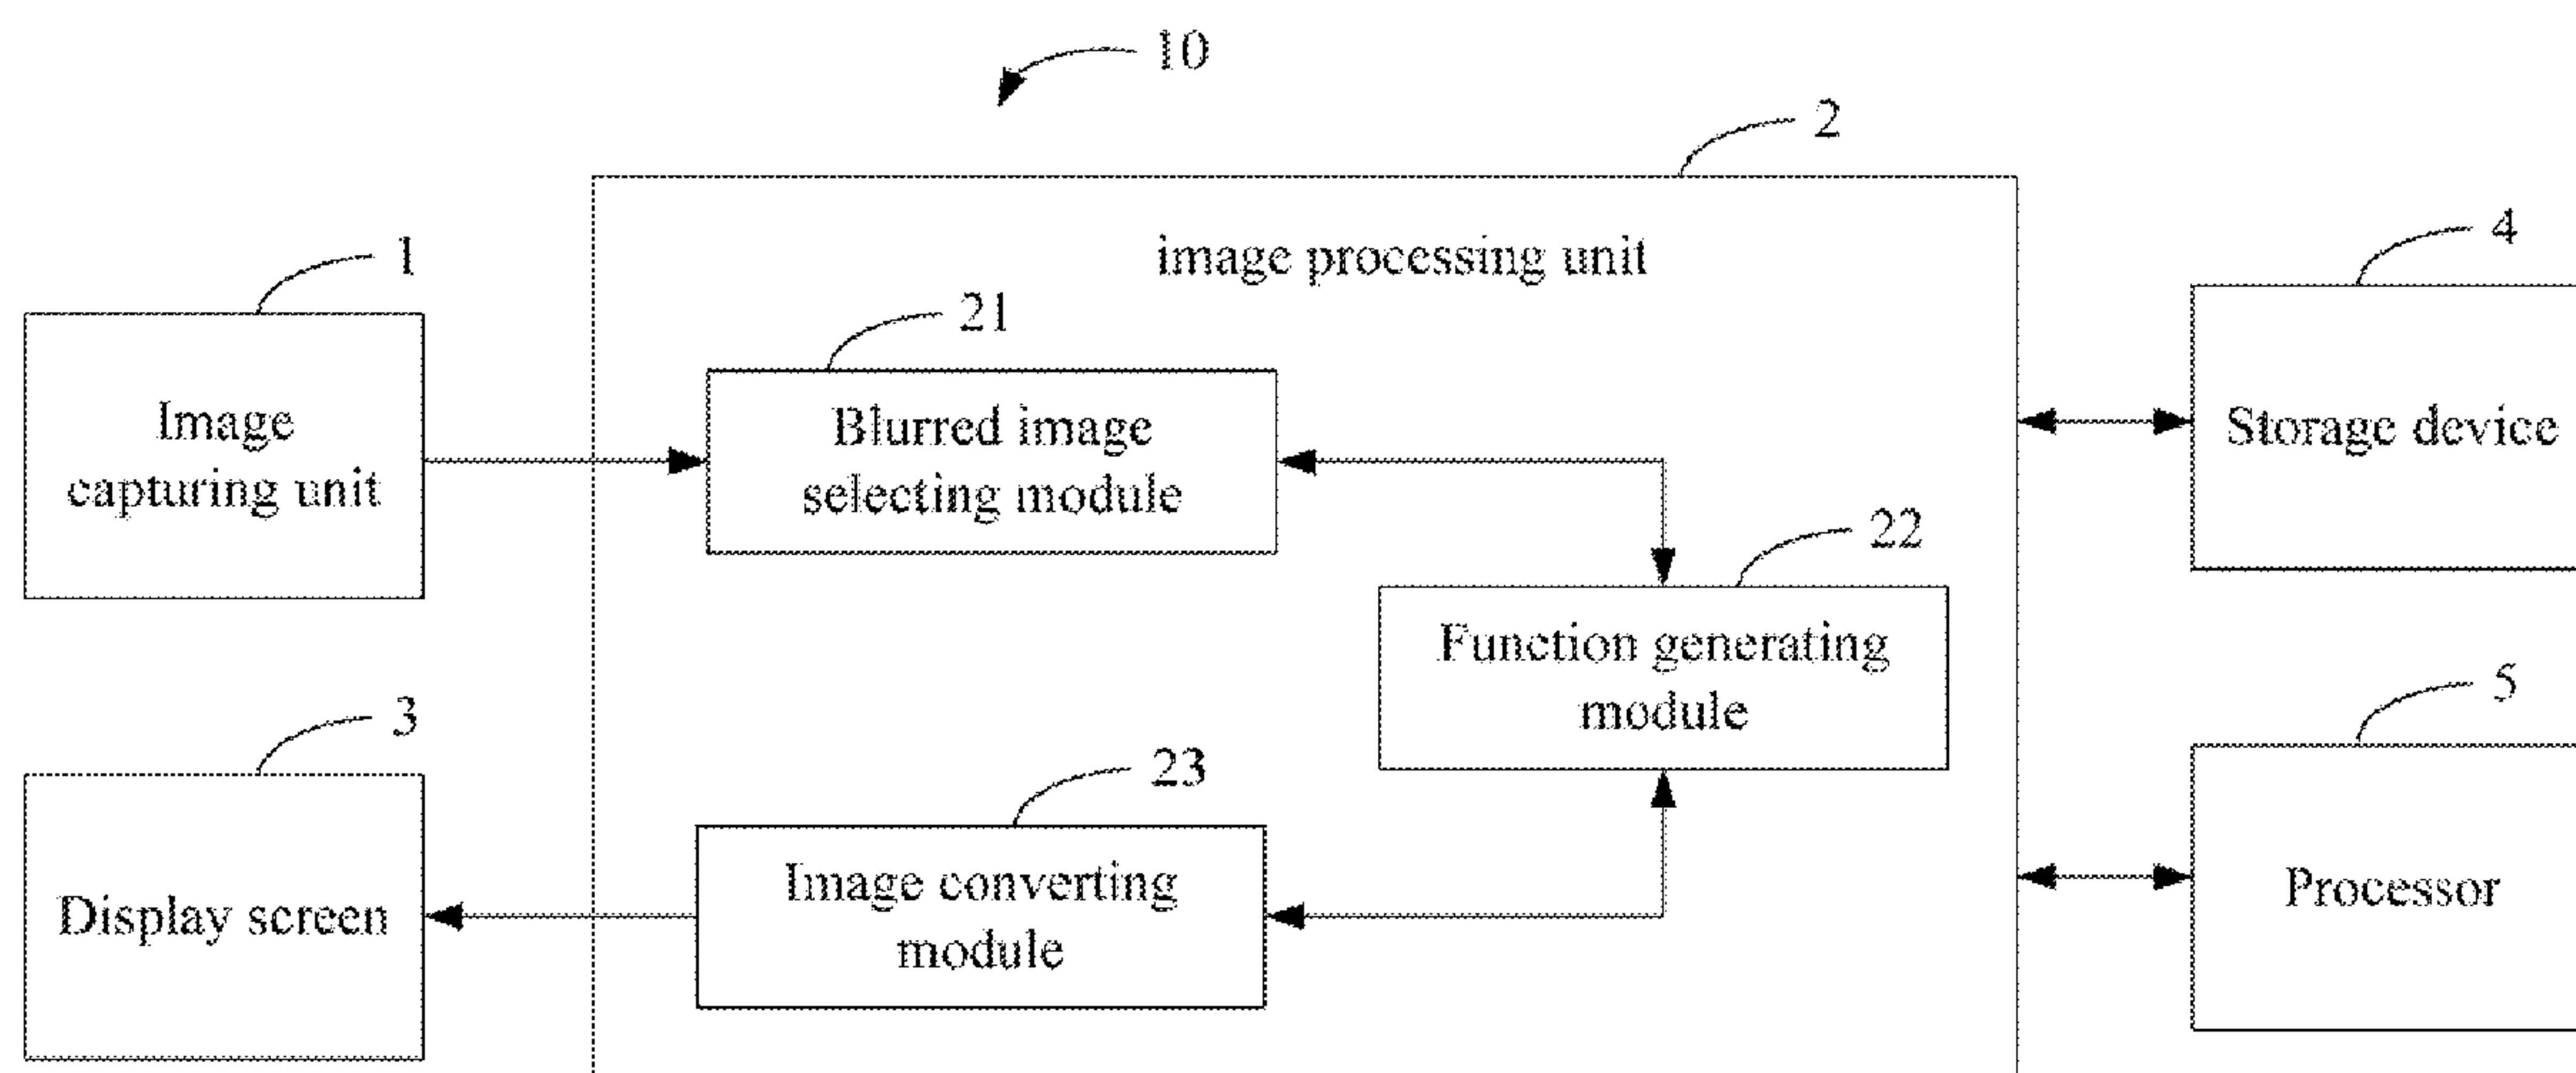 10
2
image processing unit
1
Image
capturing unit
21
Blurred image
selecting module
4
Storage device
22
Function generating
module
3
Display screen
23
Image converting
module
5
Processor